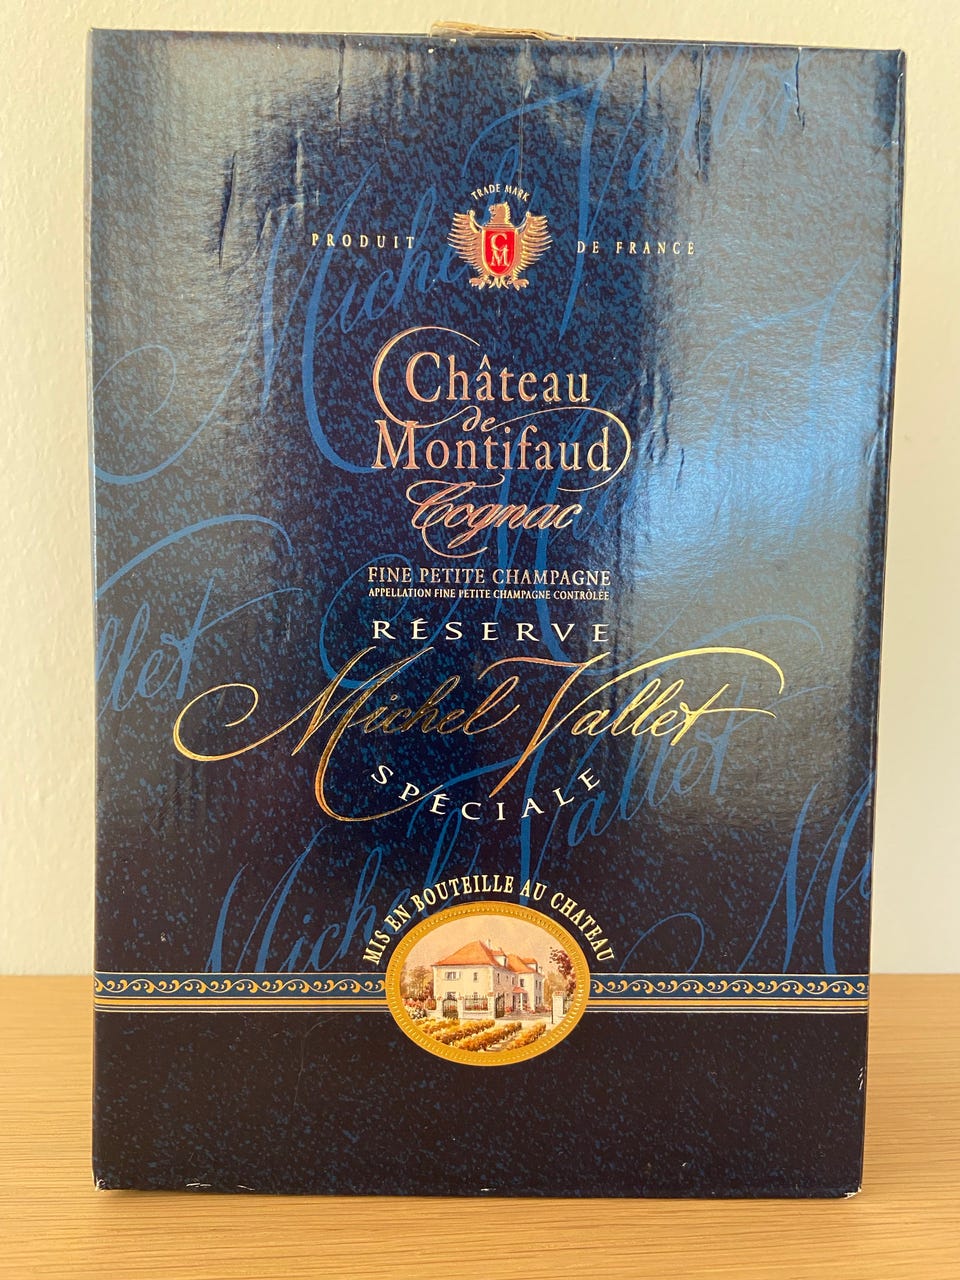 TRADE MARK
PRODUIT DE FRANCE
CM
Château
de
Montifaud
Cognac
FINE PETITE CHAMPAGNE
APPELLATION FINE PETITE CHAMPAGNE CONTRÔLÉE
RÉSERVE
Michel Vallet
SPÉCIALE
MIS EN BOUTEILLE AU CHATEAU